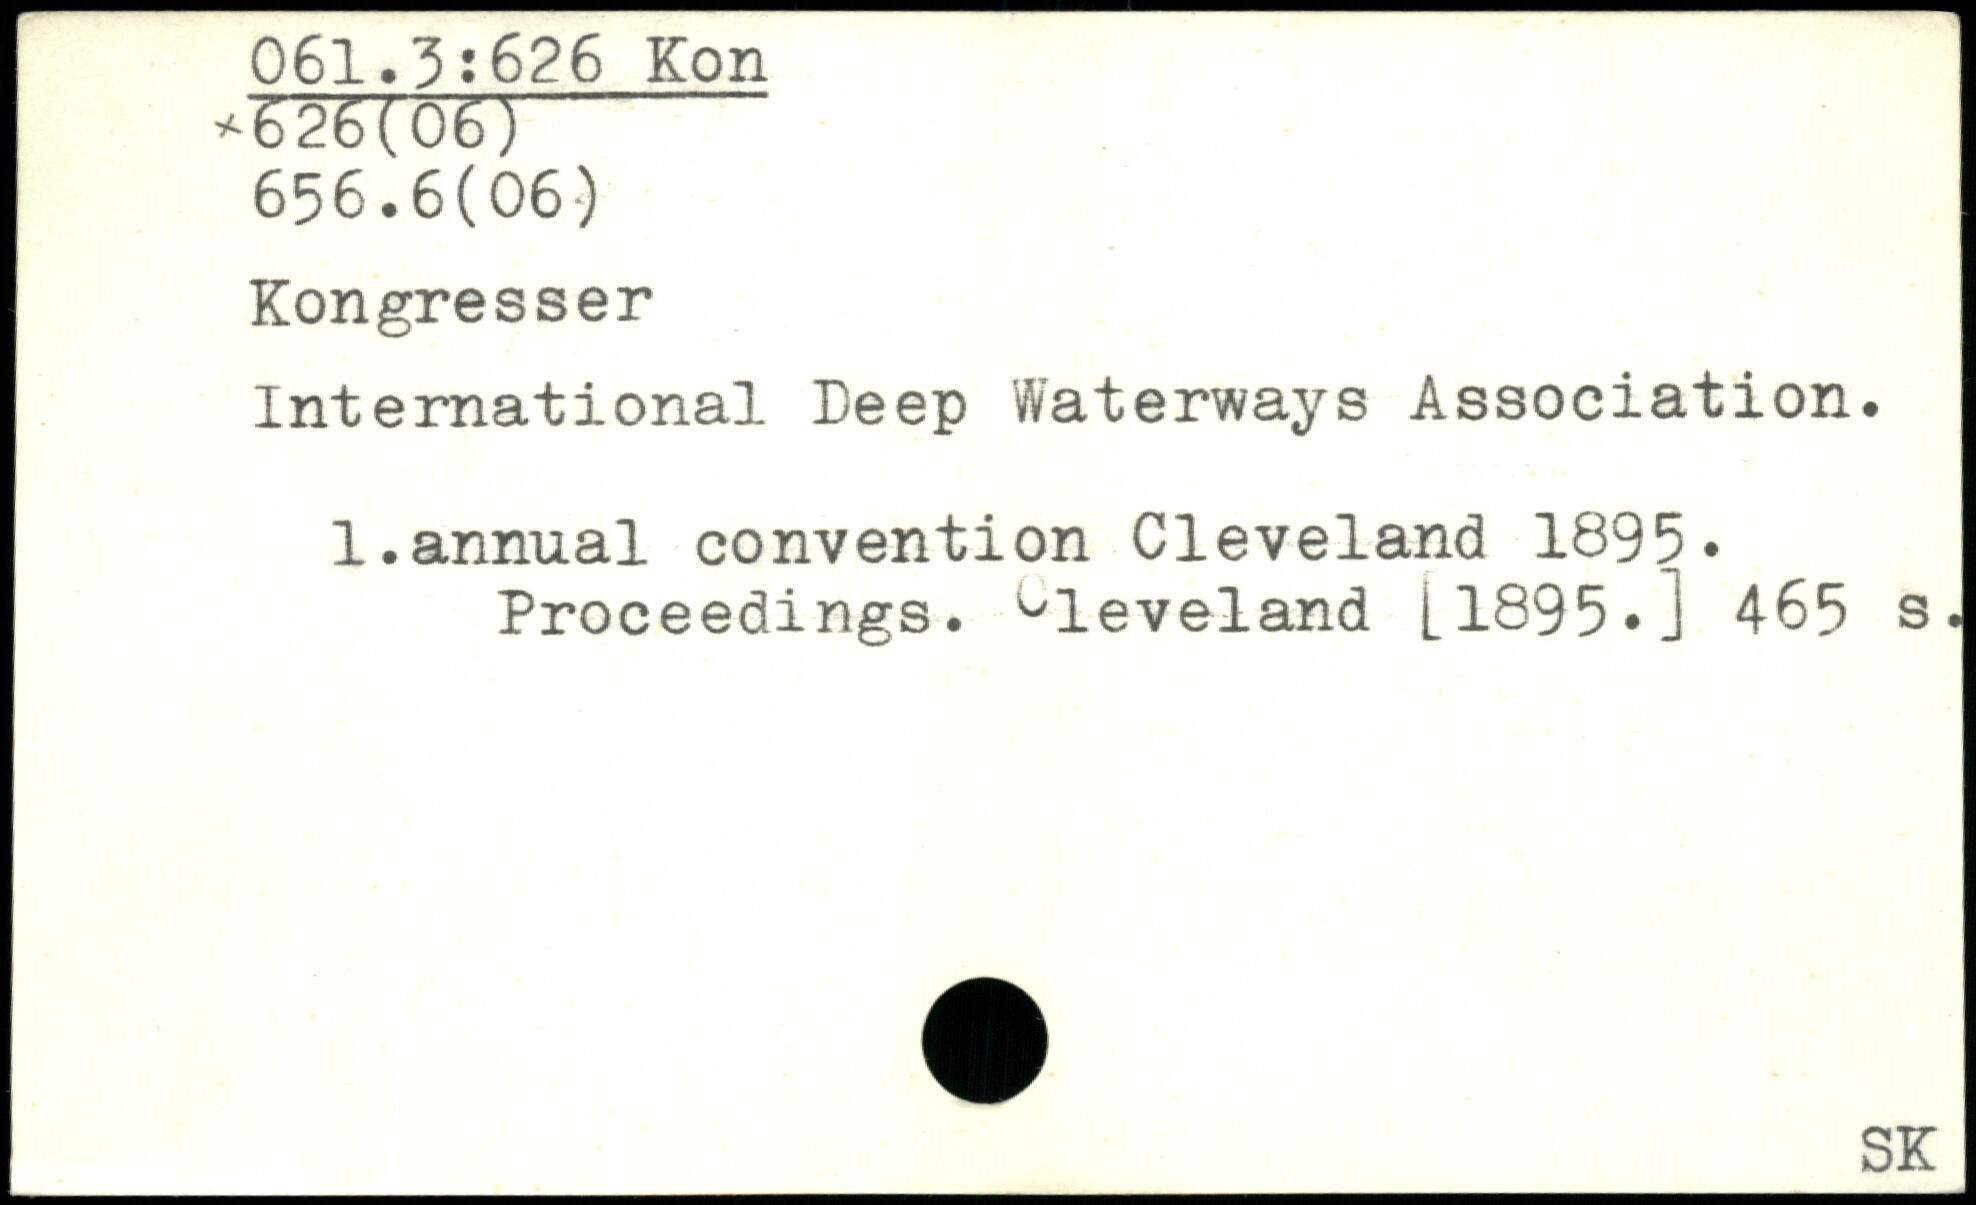 061.3:626 Kon
×626(06)
656.6(06)
Kongresser
International Deep Waterways Association.
1.annual convention Cleveland 1895.
Proceedings. Cleveland [1895.] 465 s.
SK